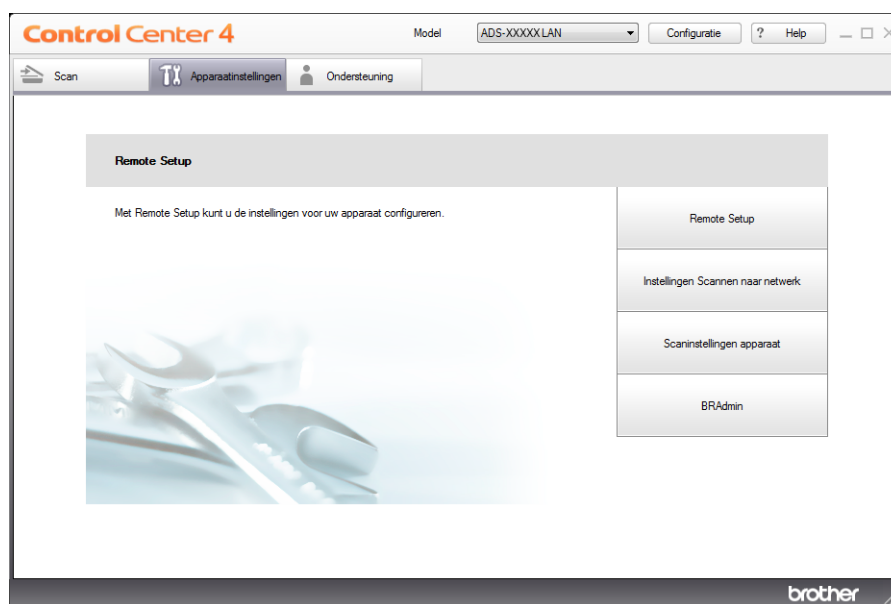 Control Center 4
Model
ADS-XXXXX LAN
Configuratie
? Help
Scan
Apparaatinstellingen
Ondersteuning
Remote Setup
Met Remote Setup kunt u de instellingen voor uw apparaat configureren.
Remote Setup
Instellingen Scannen naar netwerk
Scaninstellingen apparaat
BRAdmin
brother